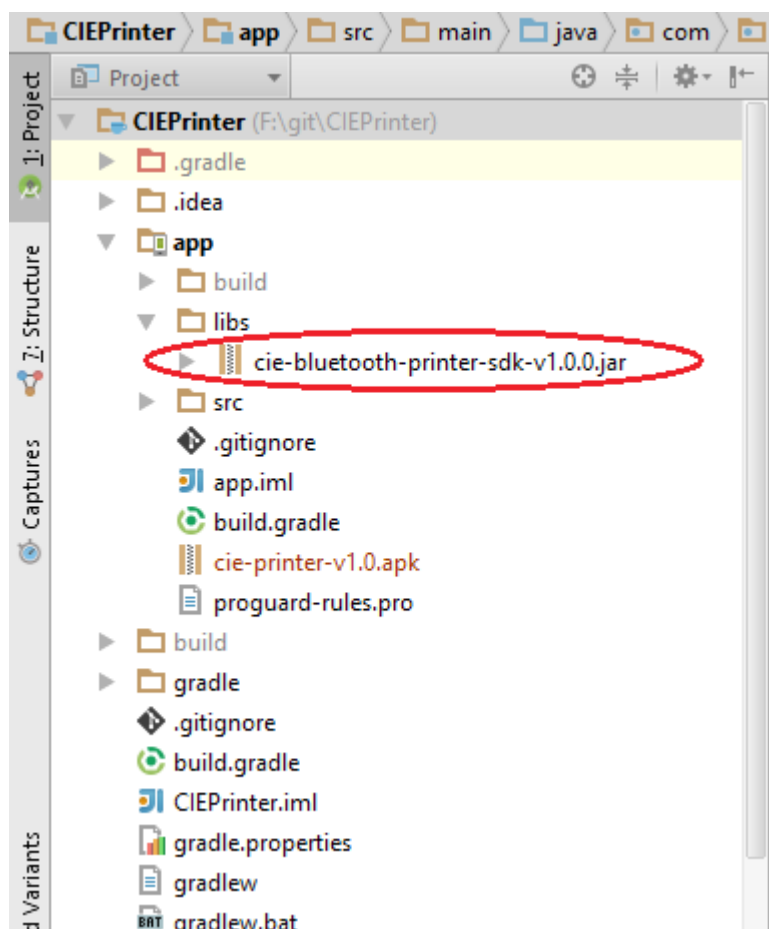 CIEPrinter app src main java com
Project
1: Project
CIEPrinter (F:\git\CIEPrinter)
.gradle
.idea
app
build
7: Structure
libs
cie-bluetooth-printer-sdk-v1.0.0.jar
src
.gitignore
Captures
app.iml
build.gradle
cie-printer-v1.0.apk
proguard-rules.pro
build
gradle
.gitignore
build.gradle
CIEPrinter.iml
gradle.properties
Variants
gradlew
BAT gradlew.bat